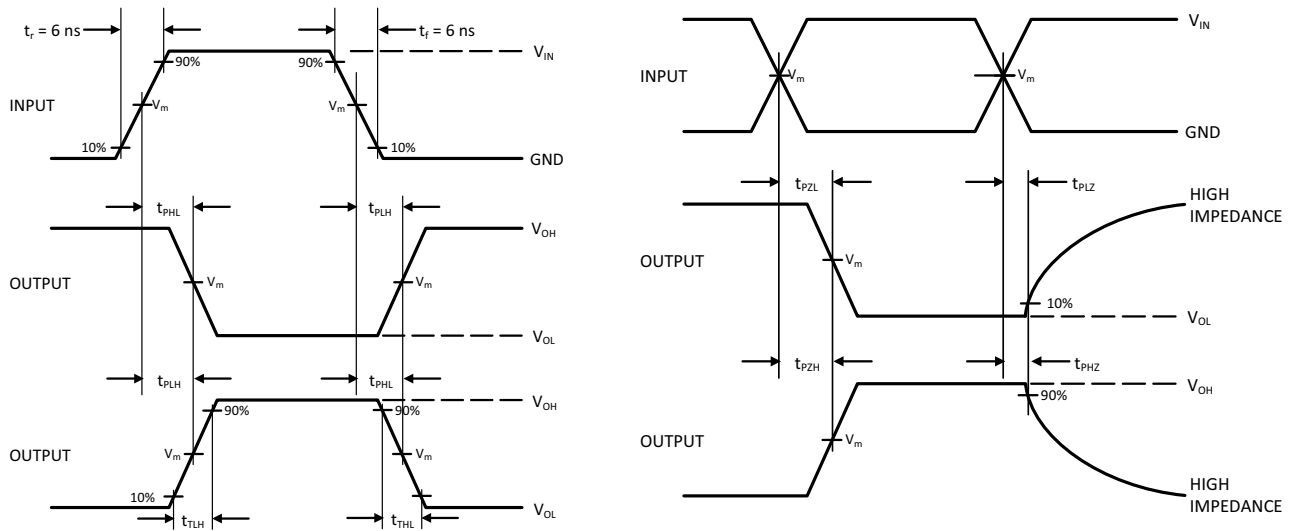 t_r = 6 ns
t_f = 6 ns
V_IN
90%
90%
INPUT
V_m
V_m
10%
10%
GND
t_PHL
t_PLH
V_OH
OUTPUT
V_m
V_m
V_OL
t_PLH
t_PHL
V_OH
90%
90%
OUTPUT
V_m
V_m
10%
V_OL
t_TLH
t_THL
V_IN
INPUT
V_m
V_m
GND
t_PZL
t_PLZ
HIGH
IMPEDANCE
OUTPUT
V_m
10%
V_OL
t_PZH
t_PHZ
V_OH
90%
OUTPUT
V_m
HIGH
IMPEDANCE